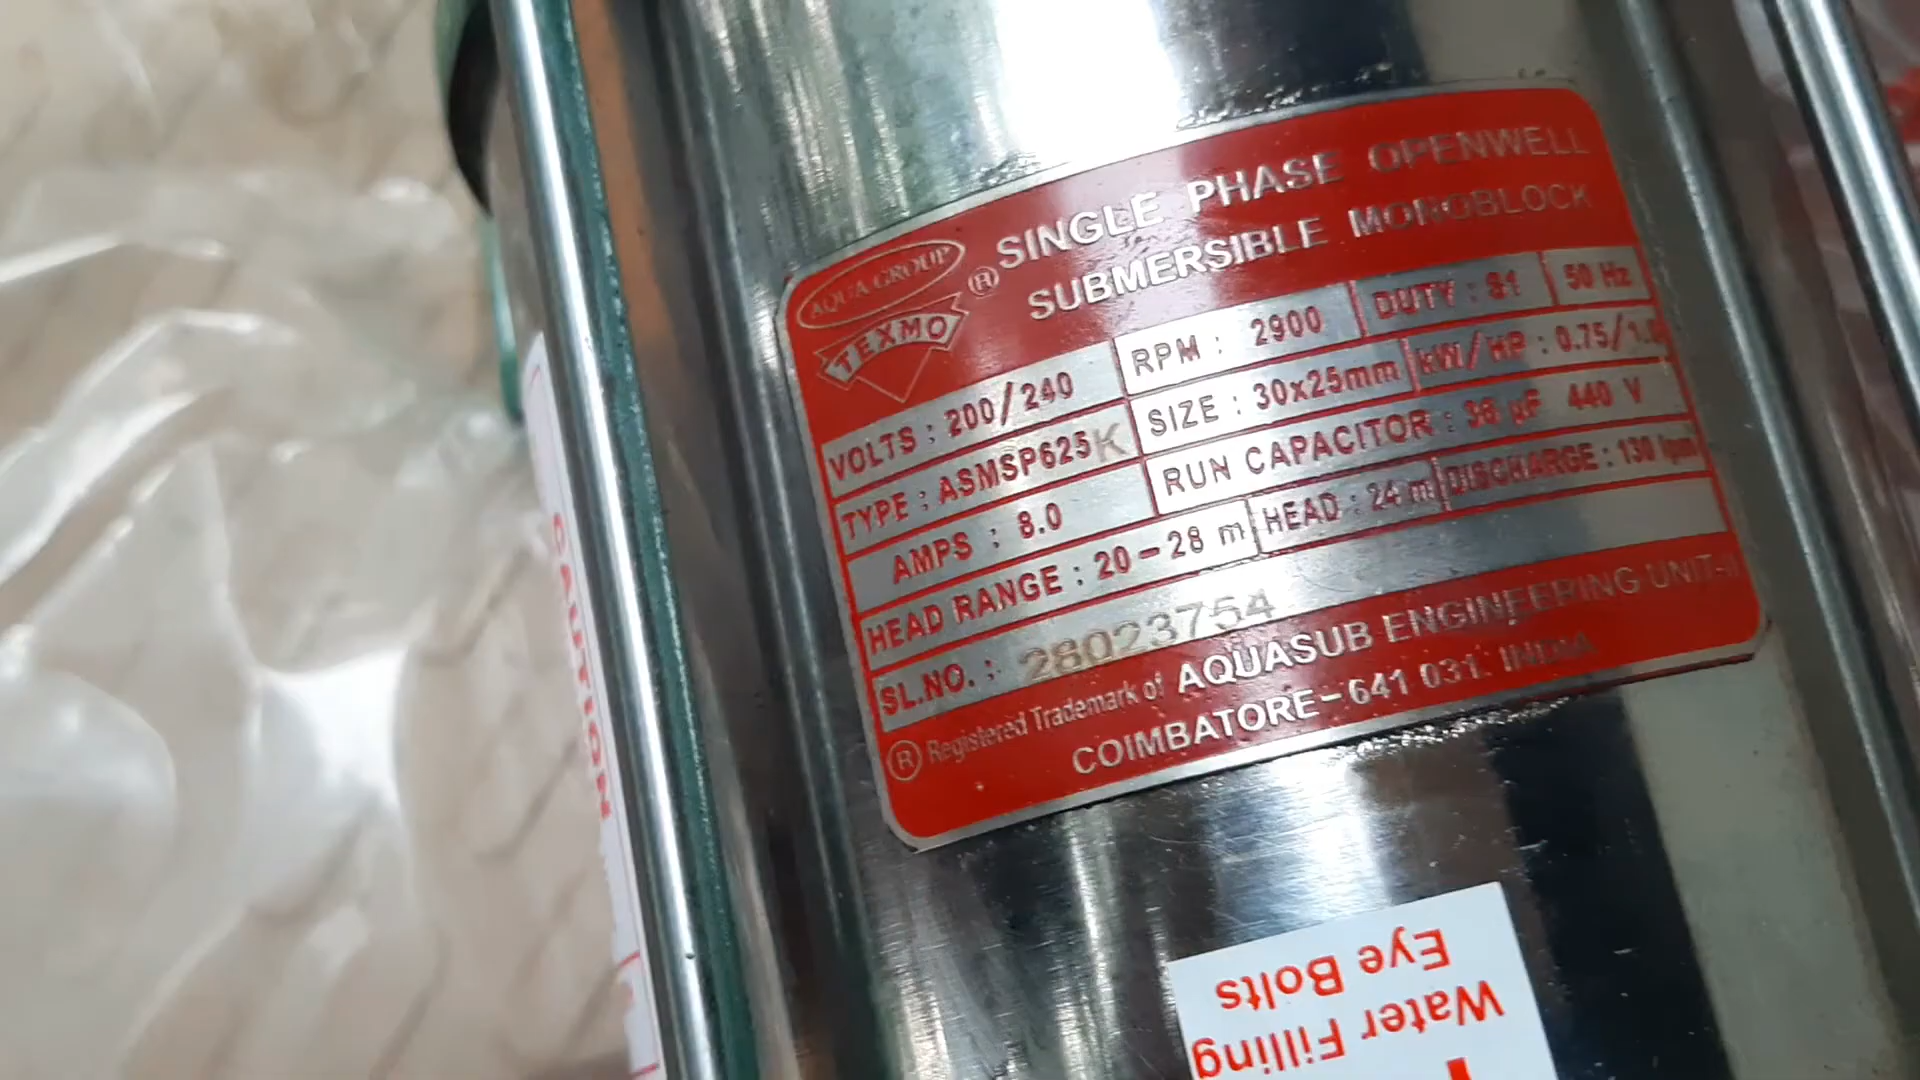 AQUA GROUP
TEXMO
®
SINGLE PHASE OPENWELL
SUBMERSIBLE MONOBLOCK
VOLTS : 200/240
RPM : 2900
DUTY : S1
50 Hz
TYPE : ASMSP625K
SIZE : 30x25mm
kW/HP : 0.75/1.0
AMPS : 8.0
RUN CAPACITOR : 36 µF 440 V
HEAD RANGE : 20-28 m
HEAD : 24 m
DISCHARGE : 130 lpm
SL.NO. : 28023754
® Registered Trademark of AQUASUB ENGINEERING UNIT-II
COIMBATORE-641 031. INDIA
CAUTION
Water Filling
Eye Bolts